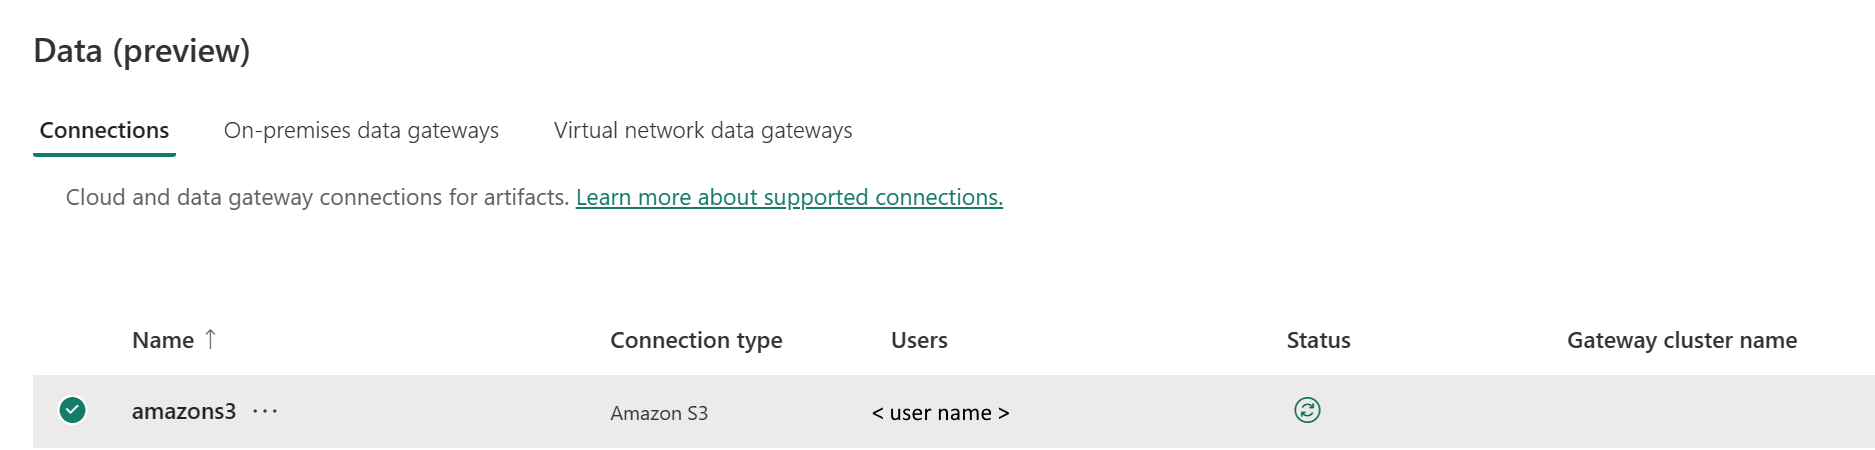 Data (preview)
Connections On-premises data gateways Virtual network data gateways
Cloud and data gateway connections for artifacts. Learn more about supported connections.
Name ↑ Connection type Users Status Gateway cluster name
amazons3 ··· Amazon S3 < user name >